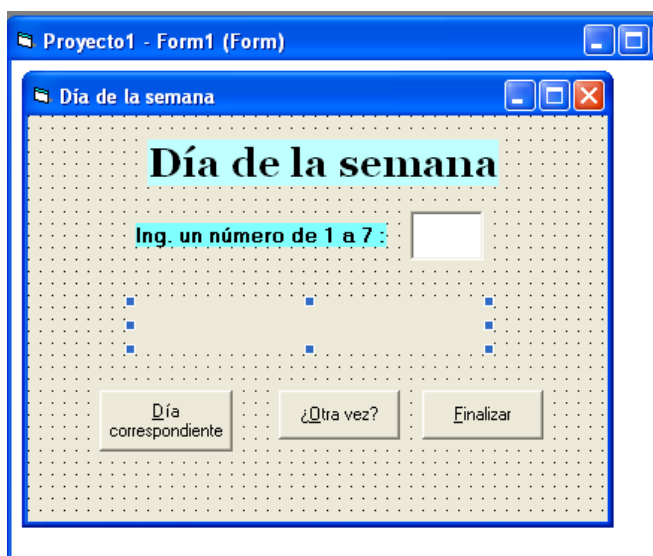 Proyecto1 - Form1 (Form)
Día de la semana
Día de la semana
Ing. un número de 1 a 7 :
Día
correspondiente
¿Otra vez?
Finalizar